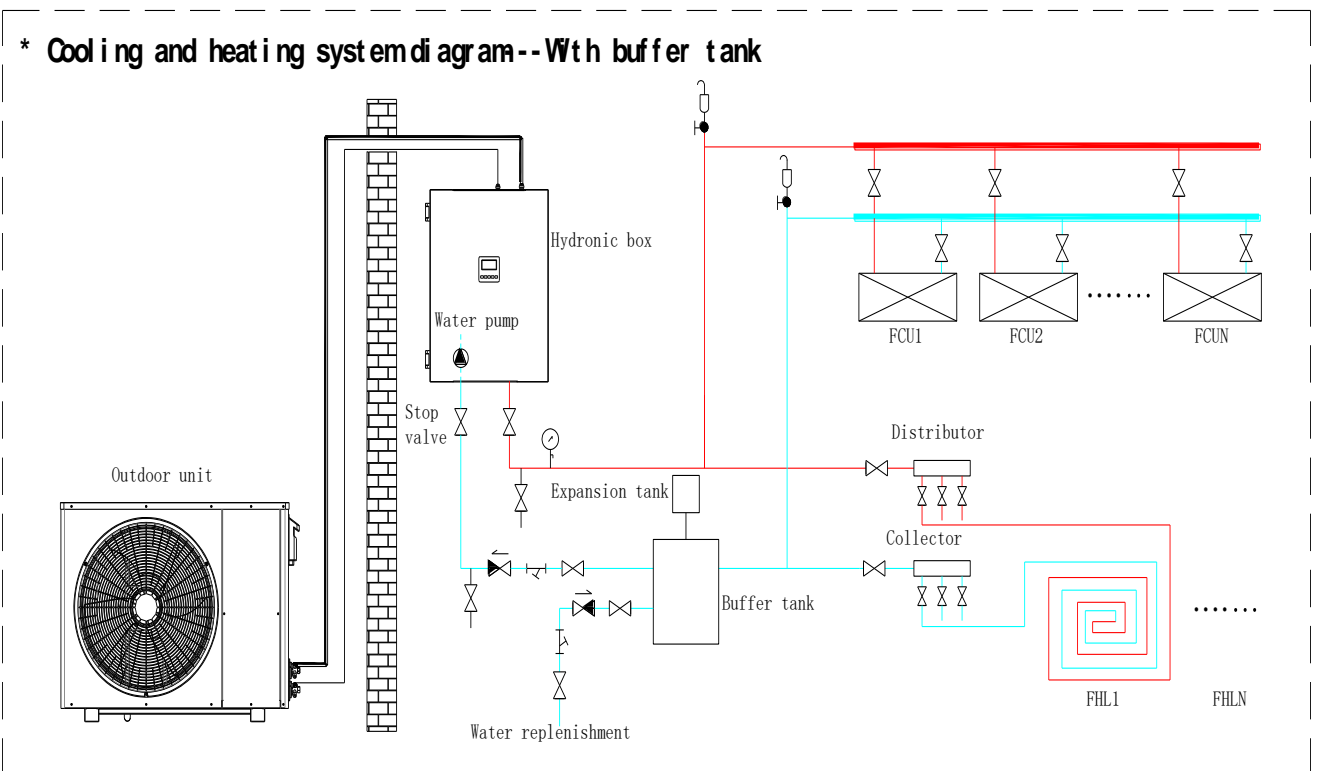 * Cooling and heating system diagram---With buffer tank
Hydronic box
Water pump
FCU1
FCU2
.......
FCUN
Stop
valve
Distributor
Outdoor unit
Expansion tank
Collector
Buffer tank
.......
FHL1
FHLN
Water replenishment